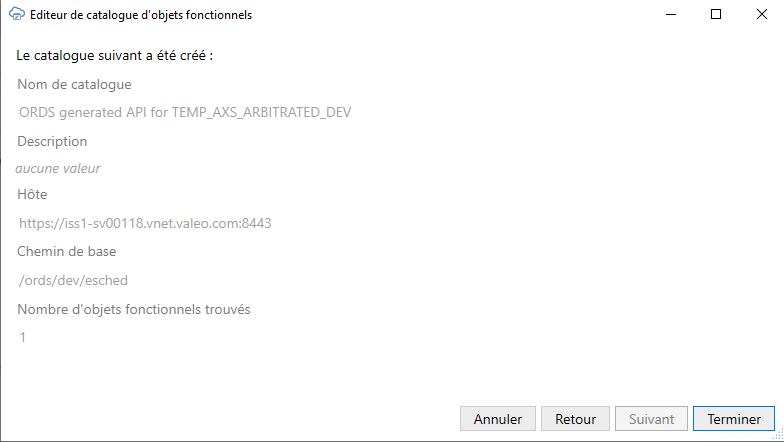 Editeur de catalogue d'objets fonctionnels
Le catalogue suivant a été créé :
Nom de catalogue
ORDS generated API for TEMP_AXS_ARBITRATED_DEV
Description
aucune valeur
Hôte
https://iss1-sv00118.vnet.valeo.com:8443
Chemin de base
/ords/dev/esched
Nombre d'objets fonctionnels trouvés
1
Annuler Retour Suivant Terminer